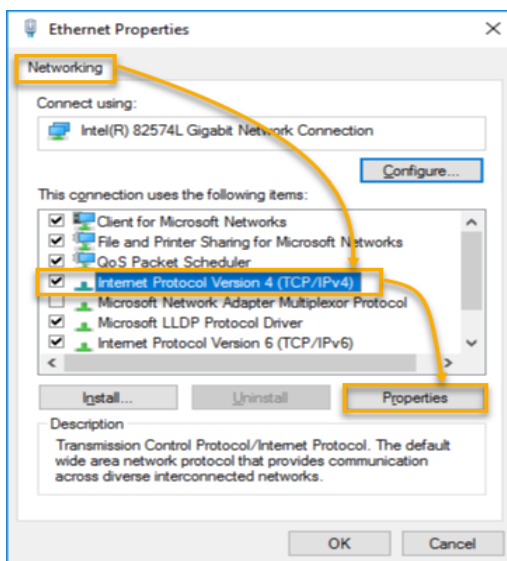 Ethernet Properties
Networking
Connect using:
Intel(R) 82574L Gigabit Network Connection
Configure...
This connection uses the following items:
Client for Microsoft Networks
File and Printer Sharing for Microsoft Networks
QoS Packet Scheduler
Internet Protocol Version 4 (TCP/IPv4)
Microsoft Network Adapter Multiplexor Protocol
Microsoft LLDP Protocol Driver
Internet Protocol Version 6 (TCP/IPv6)
Install... Uninstall Properties
Description
Transmission Control Protocol/Internet Protocol. The default
wide area network protocol that provides communication
across diverse interconnected networks.
OK Cancel